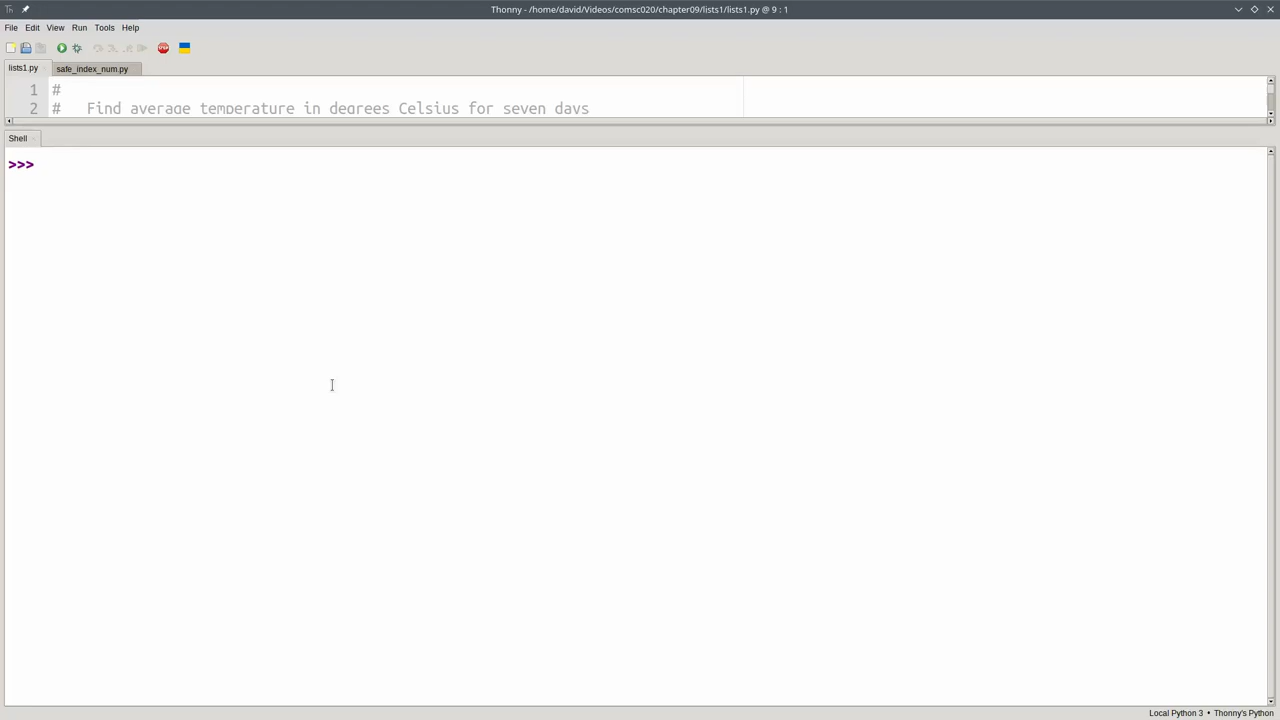 Thonny - /home/david/Videos/comsc020/chapter09/lists1/lists1.py @ 9 : 1
File Edit View Run Tools Help
lists1.py safe_index_num.py
1 #
2 # Find average temperature in degrees Celsius for seven days
Shell
>>>
Local Python 3 • Thonny's Python